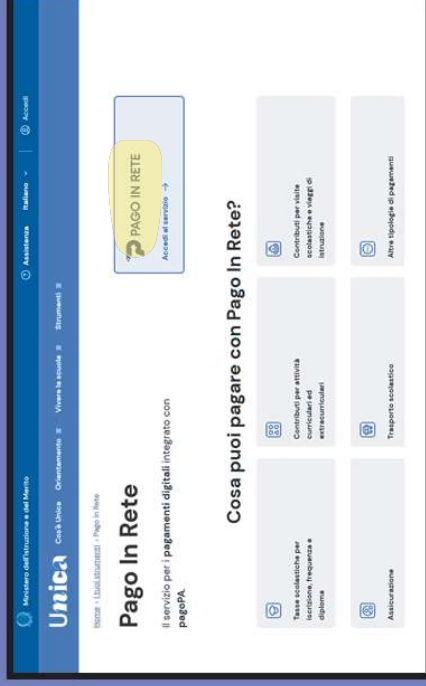 Ministero dell'Istruzione e del Merito
Assistenza Italiano Accedi
Unica Cos'è Unica Orientamento Vivere la scuola Strumenti
Home › I tuoi strumenti › Pago In Rete
Pago In Rete
Il servizio per i pagamenti digitali integrato con
pagoPA.
PAGO IN RETE
Accedi al servizio →
Cosa puoi pagare con Pago In Rete?
Tasse scolastiche per
iscrizione, frequenza e
diploma
Contributi per attività
curriculari ed
extracurriculari
Contributi per visite
scolastiche e viaggi di
istruzione
Assicurazione
Trasporto scolastico
Altre tipologie di pagamenti